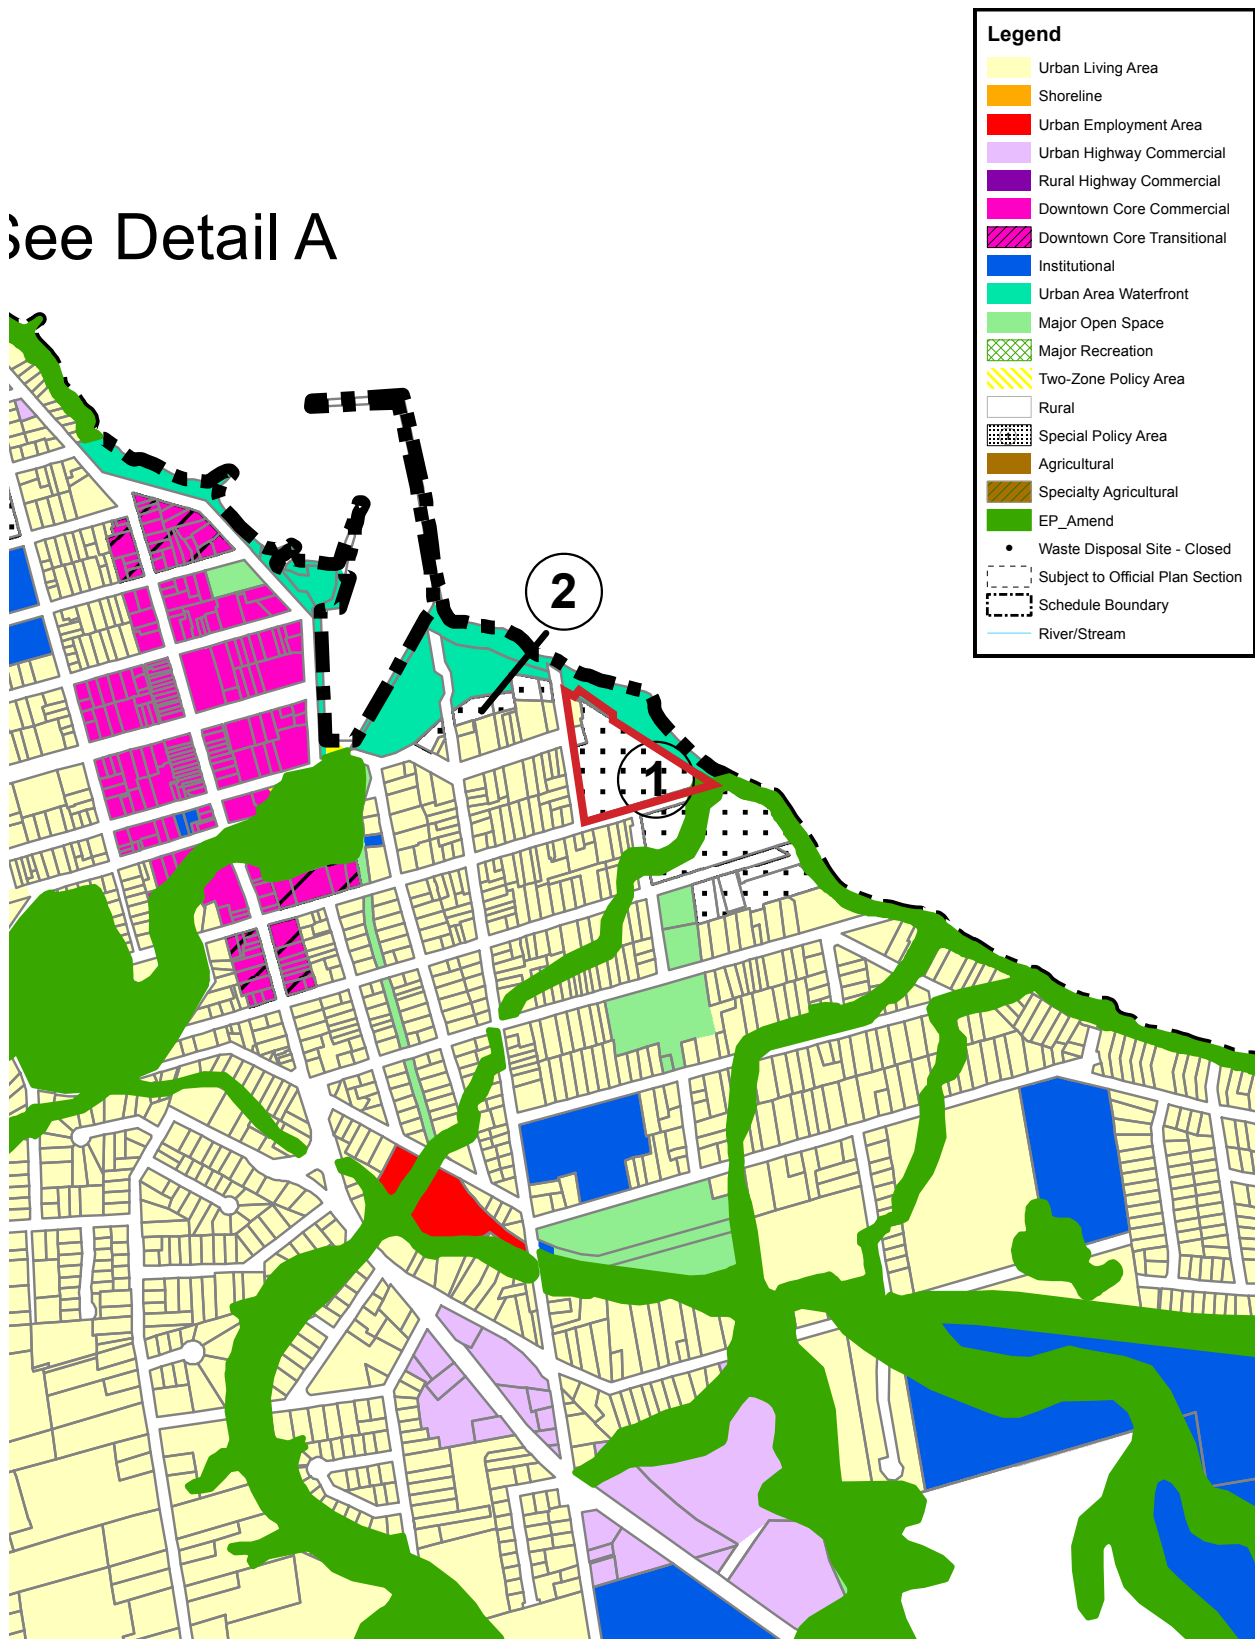 Legend
Urban Living Area
Shoreline
Urban Employment Area
Urban Highway Commercial
Rural Highway Commercial
Downtown Core Commercial
Downtown Core Transitional
Institutional
Urban Area Waterfront
Major Open Space
Major Recreation
Two-Zone Policy Area
Rural
Special Policy Area
Agricultural
Specialty Agricultural
EP_Amend
Waste Disposal Site - Closed
Subject to Official Plan Section
Schedule Boundary
River/Stream
See Detail A
2
1